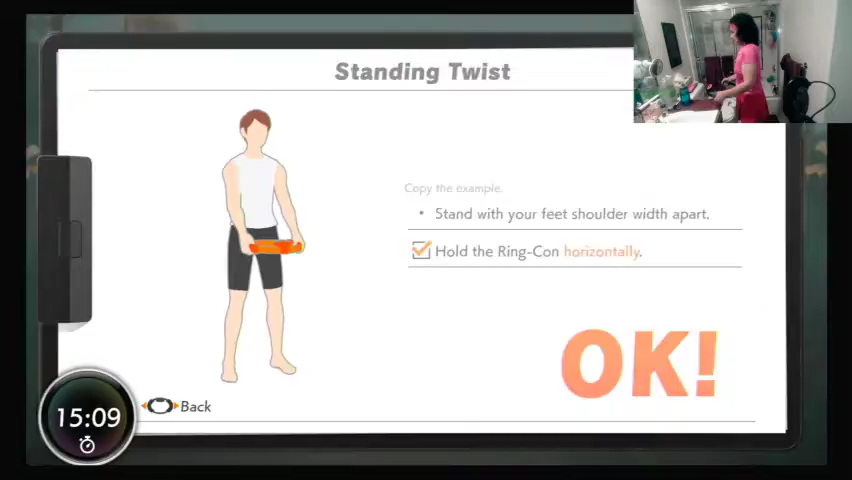 Standing Twist
Copy the example.
• Stand with your feet shoulder width apart.
Hold the Ring-Con horizontally.
OK!
Back
15:09